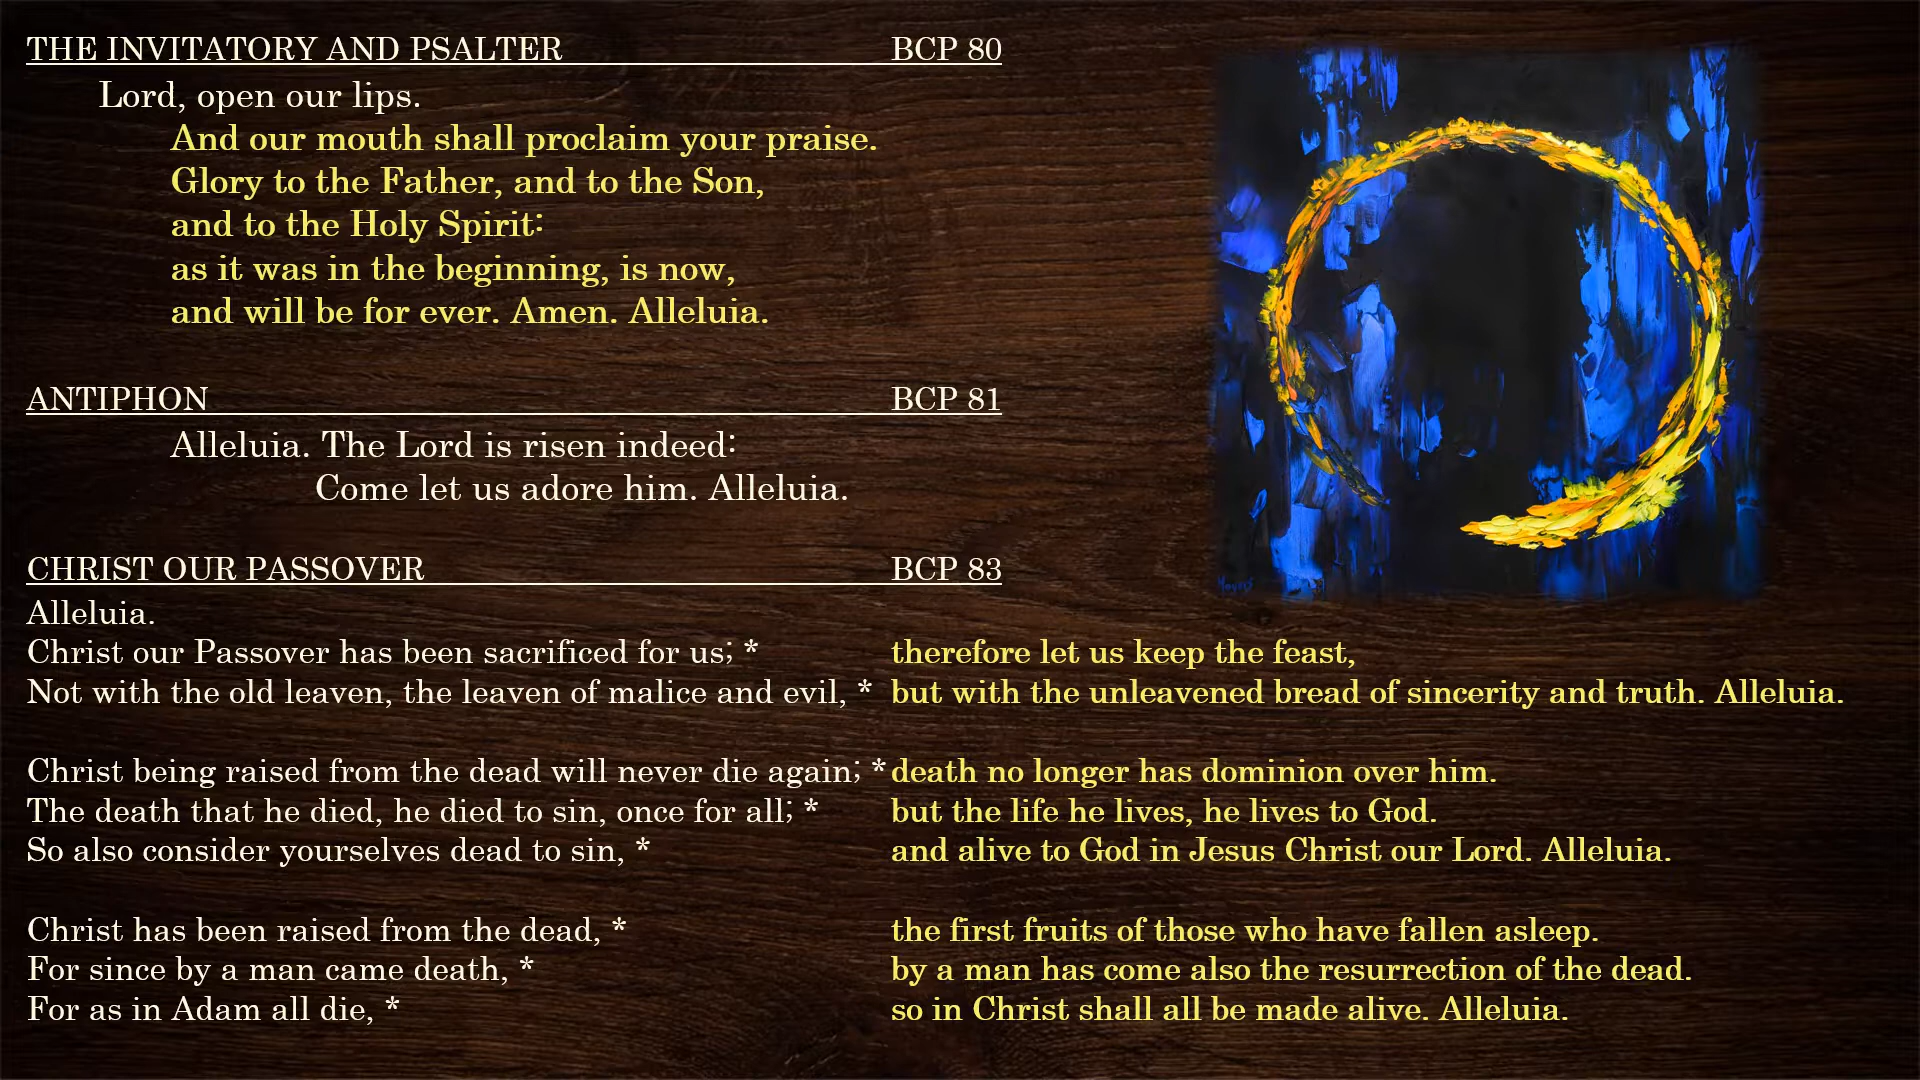 THE INVITATORY AND PSALTER BCP 80
Lord, open our lips.
And our mouth shall proclaim your praise.
Glory to the Father, and to the Son,
and to the Holy Spirit:
as it was in the beginning, is now,
and will be for ever. Amen. Alleluia.
ANTIPHON BCP 81
Alleluia. The Lord is risen indeed:
Come let us adore him. Alleluia.
CHRIST OUR PASSOVER BCP 83
Alleluia.
Christ our Passover has been sacrificed for us; * therefore let us keep the feast,
Not with the old leaven, the leaven of malice and evil, * but with the unleavened bread of sincerity and truth. Alleluia.
Christ being raised from the dead will never die again; * death no longer has dominion over him.
The death that he died, he died to sin, once for all; * but the life he lives, he lives to God.
So also consider yourselves dead to sin, * and alive to God in Jesus Christ our Lord. Alleluia.
Christ has been raised from the dead, * the first fruits of those who have fallen asleep.
For since by a man came death, * by a man has come also the resurrection of the dead.
For as in Adam all die, * so in Christ shall all be made alive. Alleluia.